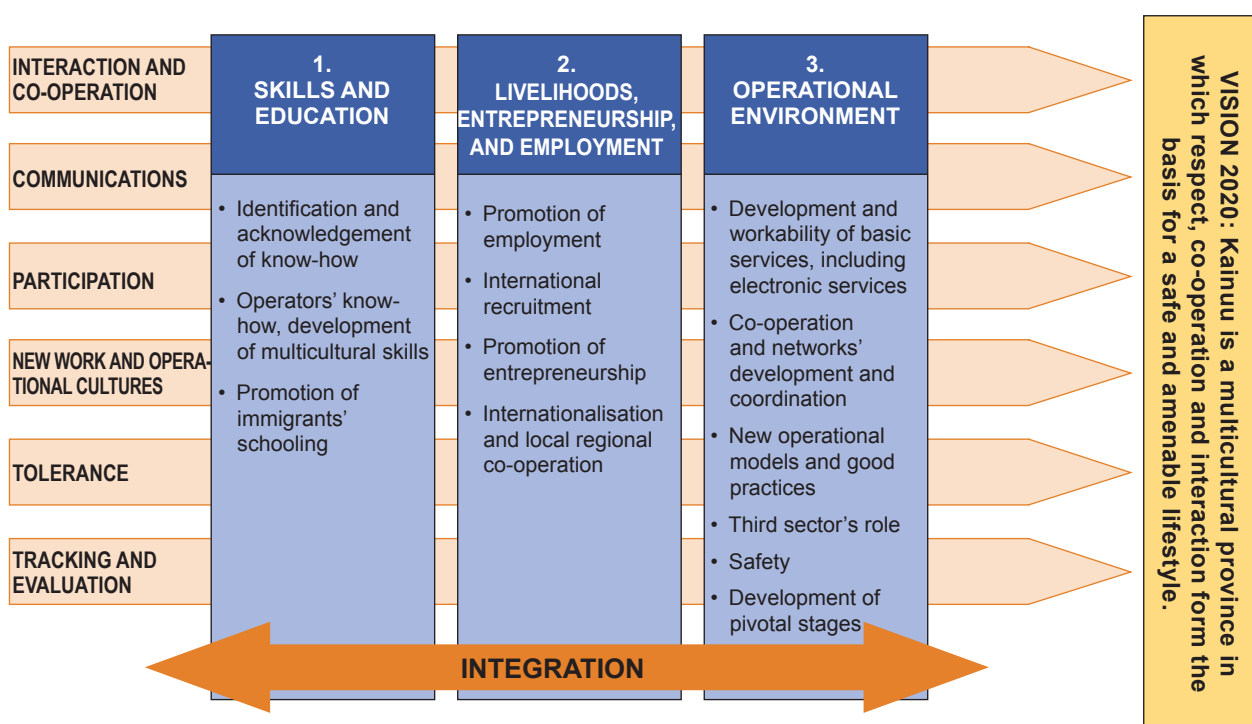 INTERACTION AND
CO-OPERATION
COMMUNICATIONS
PARTICIPATION
NEW WORK AND OPERA-
TIONAL CULTURES
TOLERANCE
TRACKING AND
EVALUATION
1.
SKILLS AND
EDUCATION
• Identification and
acknowledgement
of know-how
• Operators’ know-
how, development
of multicultural skills
• Promotion of
immigrants’
schooling
2.
LIVELIHOODS,
ENTREPRENEURSHIP,
AND EMPLOYMENT
• Promotion of
employment
• International
recruitment
• Promotion of
entrepreneurship
• Internationalisation
and local regional
co-operation
3.
OPERATIONAL
ENVIRONMENT
• Development and
workability of basic
services, including
electronic services
• Co-operation
and networks’
development and
coordination
• New operational
models and good
practices
• Third sector’s role
• Safety
• Development of
pivotal stages
INTEGRATION
VISION 2020: Kainuu is a multicultural province in
which respect, co-operation and interaction form the
basis for a safe and amenable lifestyle.